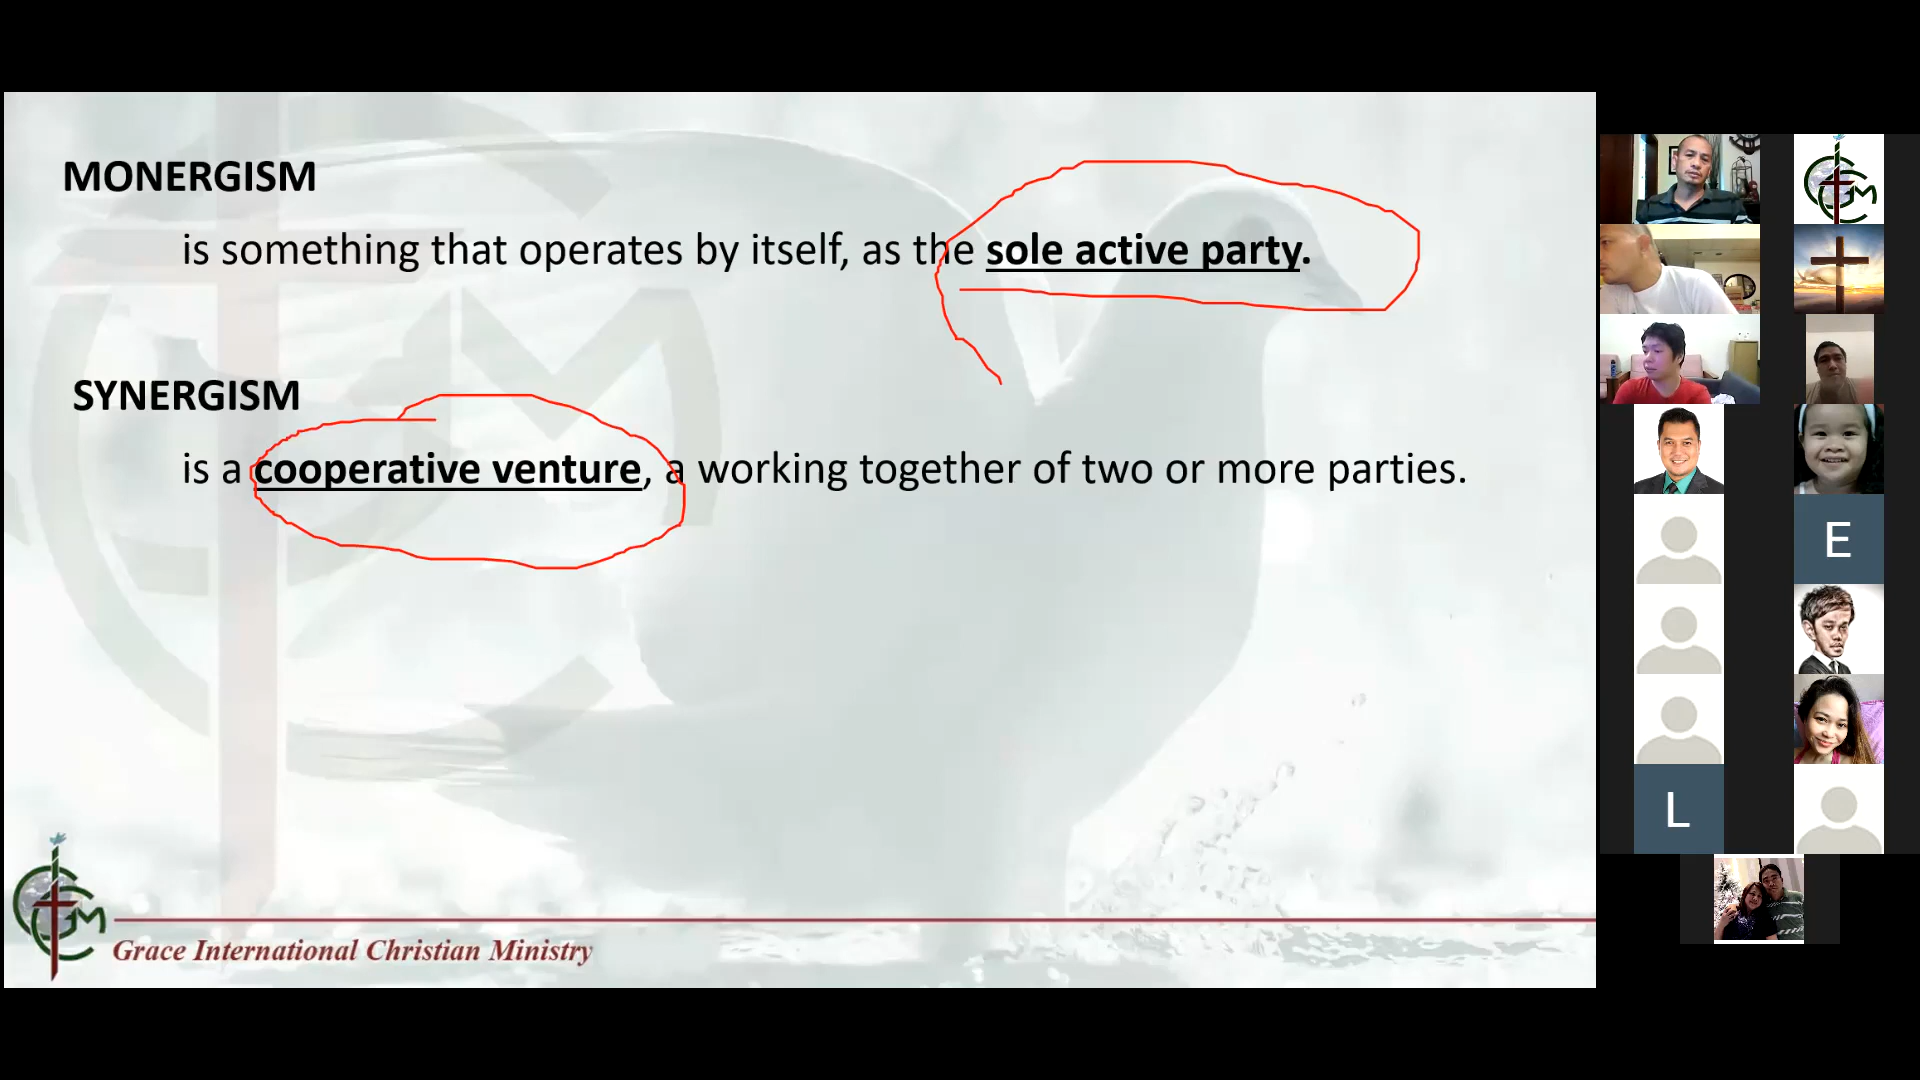 MONERGISM
is something that operates by itself, as the sole active party.
SYNERGISM
is a cooperative venture, a working together of two or more parties.
Grace International Christian Ministry
E
L